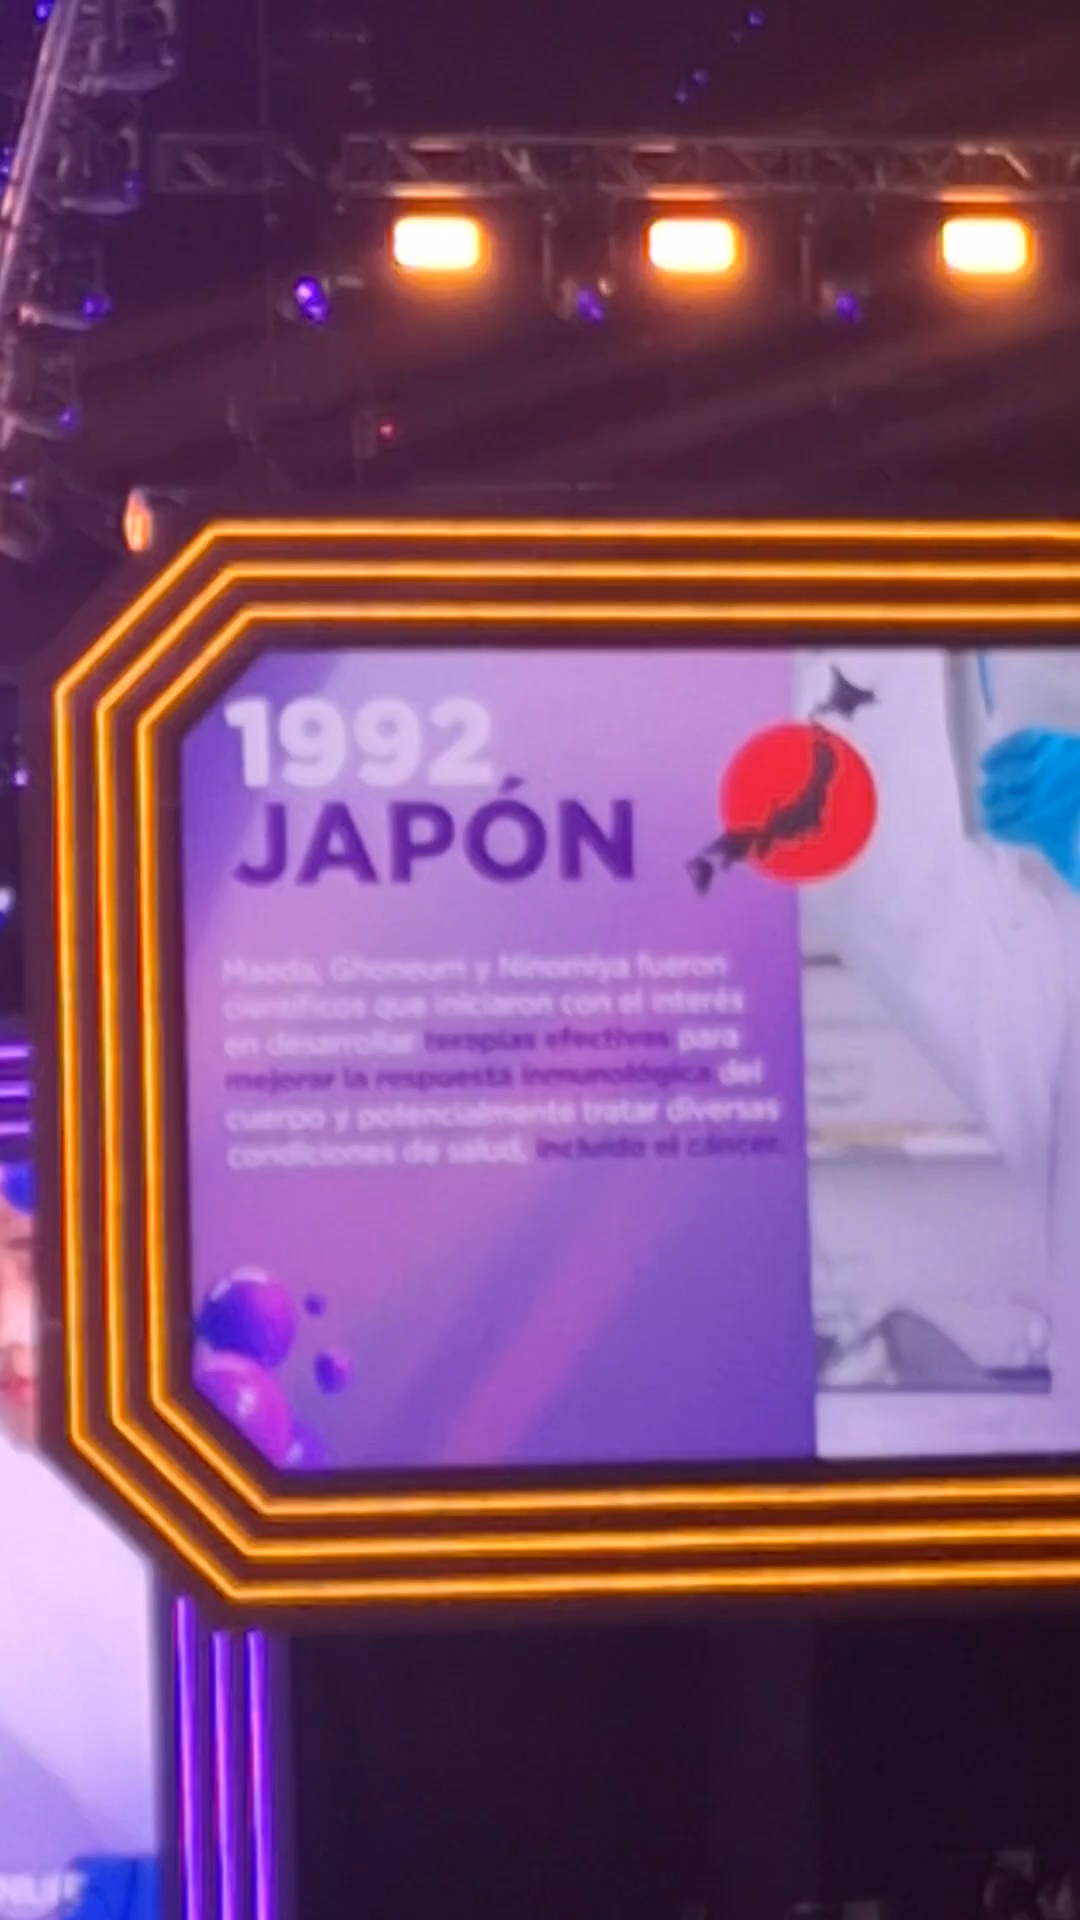 1992
JAPÓN
Maeda, Ghoneum y Ninomiya fueron
científicos que iniciaron con el interés
en desarrollar terapias efectivas para
mejorar la respuesta inmunológica del
cuerpo y potencialmente tratar diversas
condiciones de salud, incluido el cáncer.